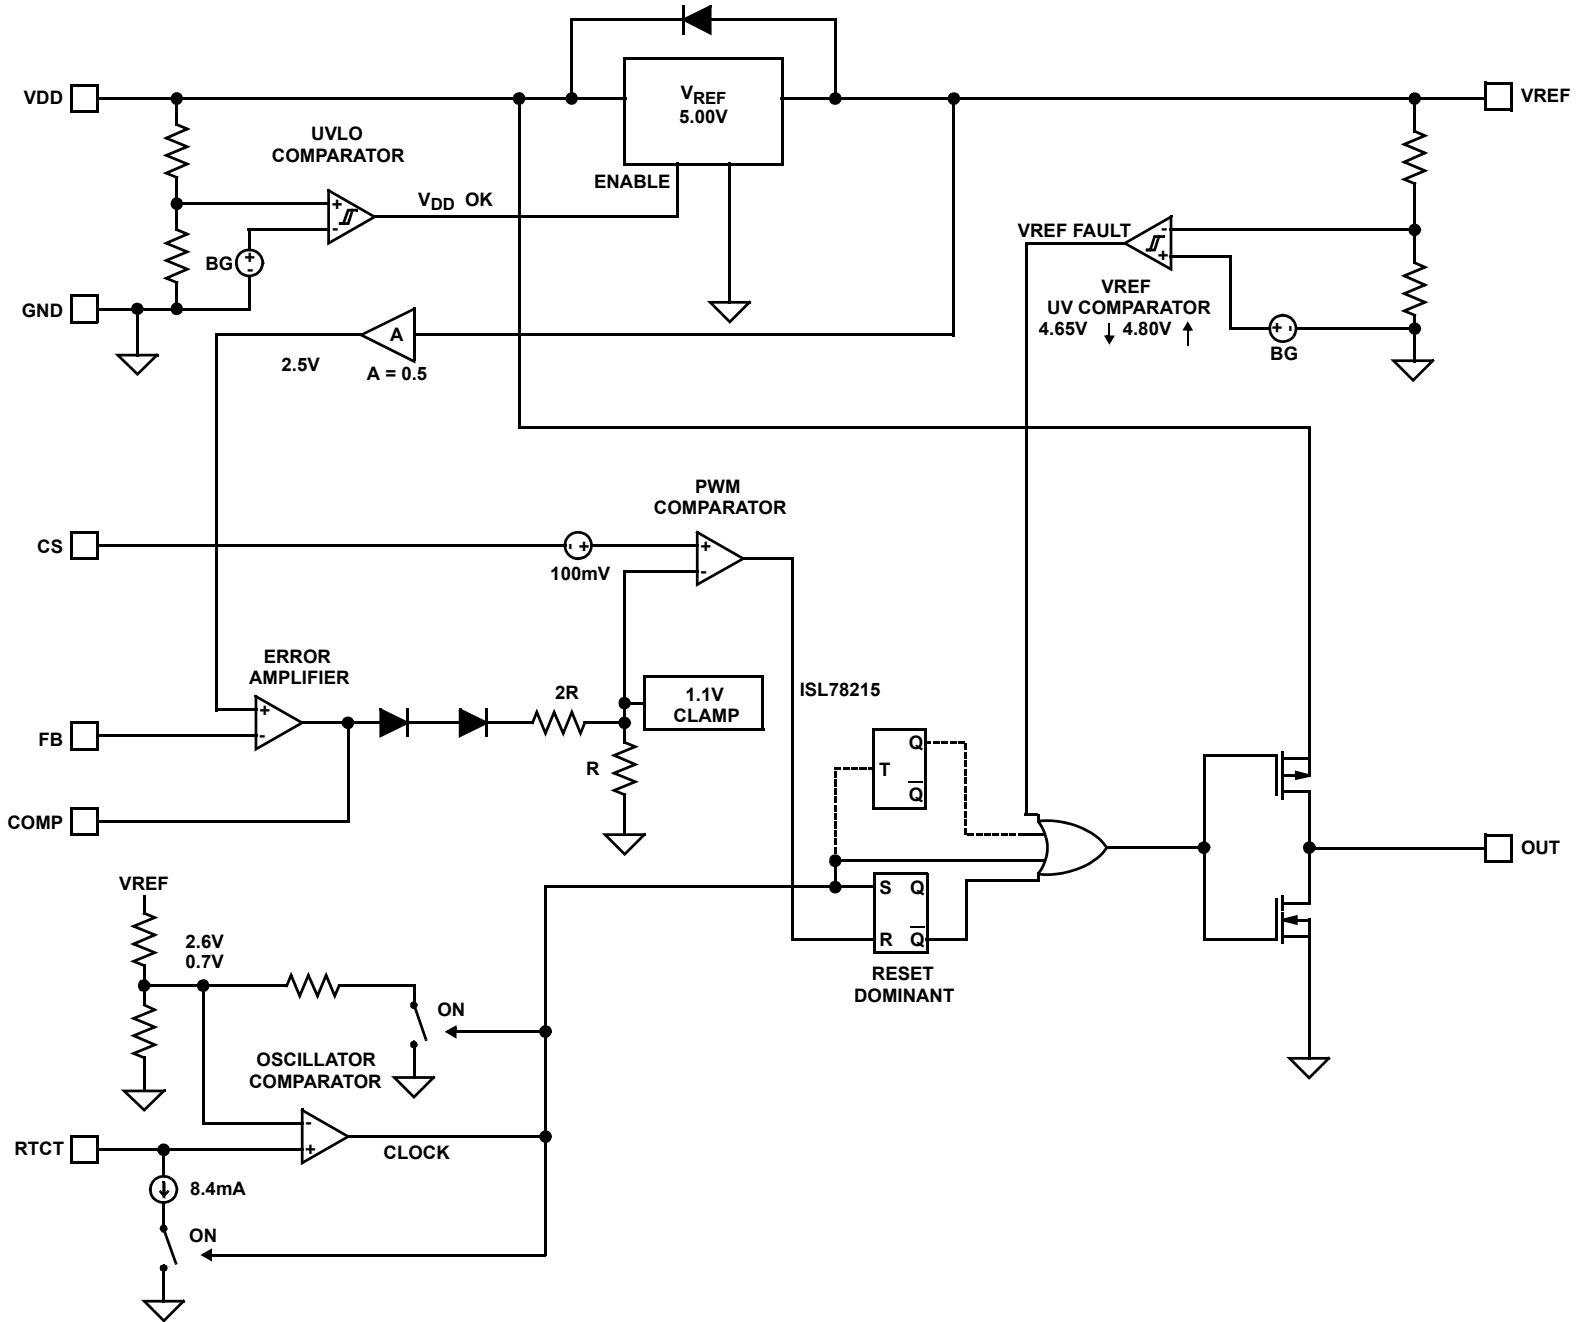 VDD
UVLO
COMPARATOR
VREF
5.00V
VREF
ENABLE
+
-
VDD OK
BG
+
-
GND
VREF FAULT
-
+
VREF
UV COMPARATOR
4.65V ↓ 4.80V ↑
+ -
BG
A
2.5V
A = 0.5
PWM
COMPARATOR
CS
- +
100mV
+
-
ERROR
AMPLIFIER
+
-
FB
2R
1.1V
CLAMP
R
ISL78215
COMP
T
Q
Q̅
OUT
S Q
R Q̅
RESET
DOMINANT
VREF
2.6V
0.7V
ON
OSCILLATOR
COMPARATOR
RTCT
-
+
CLOCK
8.4mA
ON